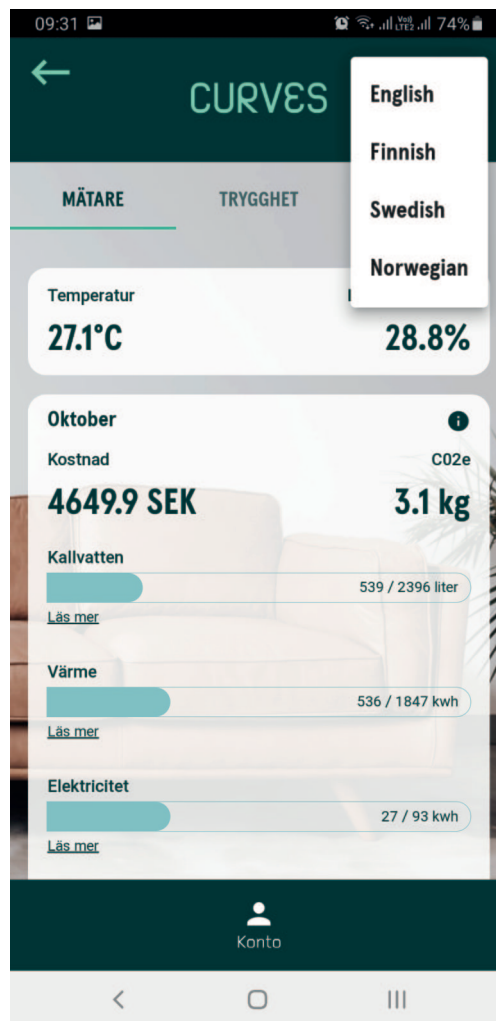 09:31 Vo)) LTE2 74%
CURVES
English
Finnish
Swedish
Norwegian
MÄTARE TRYGGHET
Temperatur
27.1°C 28.8%
Oktober
Kostnad C02e
4649.9 SEK 3.1 kg
Kallvatten
539 / 2396 liter
Läs mer
Värme
536 / 1847 kwh
Läs mer
Elektricitet
27 / 93 kwh
Läs mer
Konto